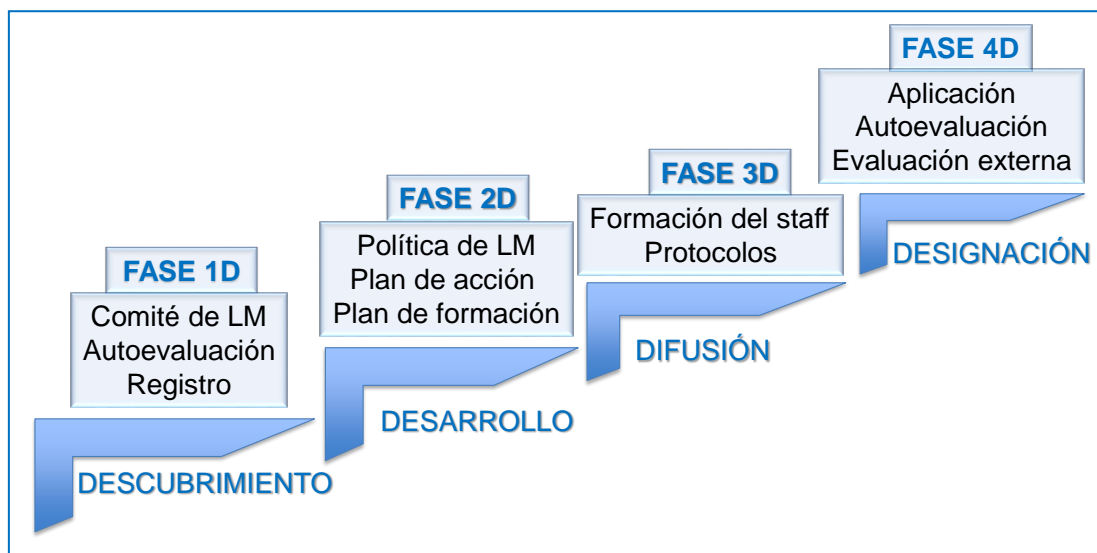 FASE 1D
Comité de LM
Autoevaluación
Registro
DESCUBRIMIENTO
FASE 2D
Política de LM
Plan de acción
Plan de formación
DESARROLLO
FASE 3D
Formación del staff
Protocolos
DIFUSIÓN
FASE 4D
Aplicación
Autoevaluación
Evaluación externa
DESIGNACIÓN